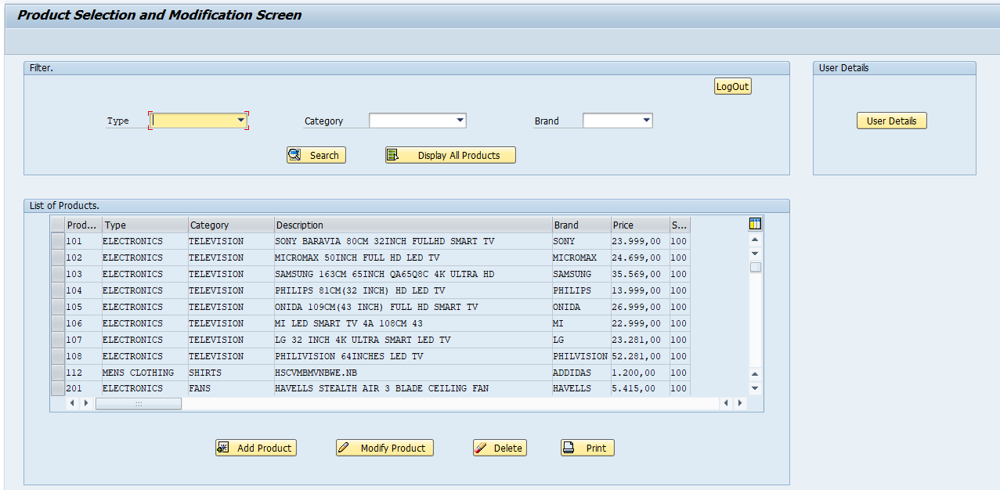 Product Selection and Modification Screen
Filter. User Details
LogOut
Type Category Brand User Details
Search Display All Products
List of Products.
Prod... Type Category Description Brand Price S...
101 ELECTRONICS TELEVISION SONY BARAVIA 80CM 32INCH FULLHD SMART TV SONY 23.999,00 100
102 ELECTRONICS TELEVISION MICROMAX 50INCH FULL HD LED TV MICROMAX 24.699,00 100
103 ELECTRONICS TELEVISION SAMSUNG 163CM 65INCH QA65Q8C 4K ULTRA HD SAMSUNG 35.569,00 100
104 ELECTRONICS TELEVISION PHILIPS 81CM(32 INCH) HD LED TV PHILIPS 13.999,00 100
105 ELECTRONICS TELEVISION ONIDA 109CM(43 INCH) FULL HD SMART TV ONIDA 26.999,00 100
106 ELECTRONICS TELEVISION MI LED SMART TV 4A 108CM 43 MI 22.999,00 100
107 ELECTRONICS TELEVISION LG 32 INCH 4K ULTRA SMART LED TV LG 23.281,00 100
108 ELECTRONICS TELEVISION PHILIVISION 64INCHES LED TV PHILVISION 52.281,00 100
112 MENS CLOTHING SHIRTS HSCVMBMVNBWE.NB ADDIDAS 1.200,00 100
201 ELECTRONICS FANS HAVELLS STEALTH AIR 3 BLADE CEILING FAN HAVELLS 5.415,00 100
Add Product Modify Product Delete Print